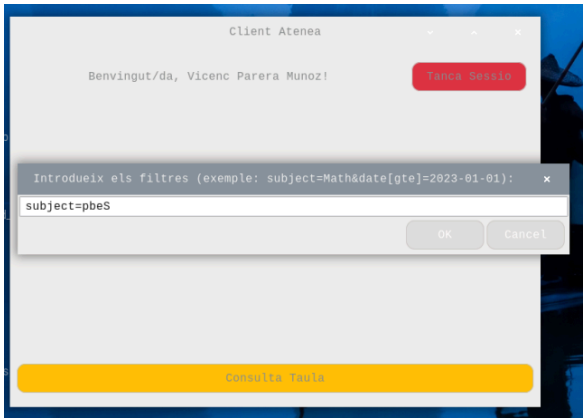 Client Atenea
Benvingut/da, Vicenc Parera Munoz!
Tanca Sessio
Introdueix els filtres (exemple: subject=Math&date[gte]=2023-01-01):
subject=pbeS
OK
Cancel
Consulta Taula